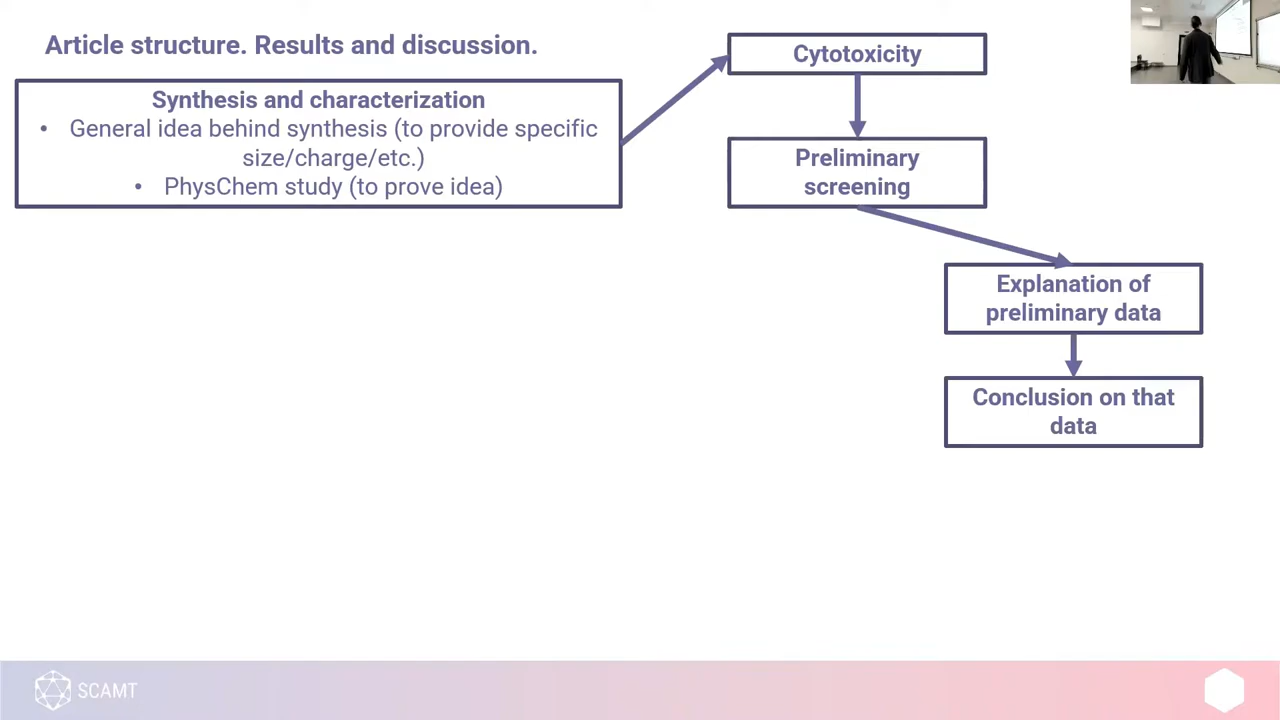 Article structure. Results and discussion.
Synthesis and characterization
• General idea behind synthesis (to provide specific
size/charge/etc.)
• PhysChem study (to prove idea)
Cytotoxicity
Preliminary
screening
Explanation of
preliminary data
Conclusion on that
data
SCAMT